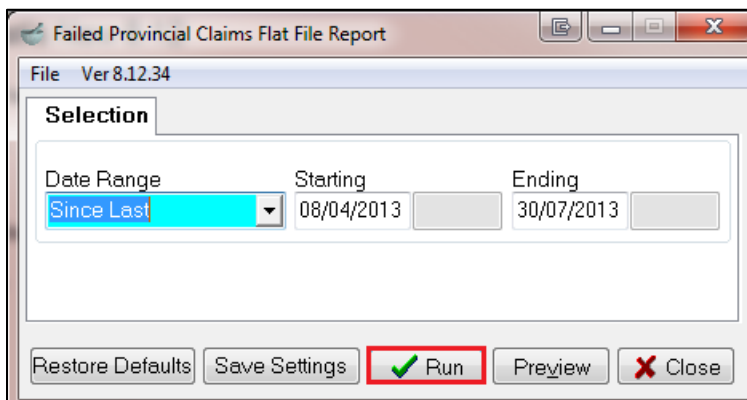 Failed Provincial Claims Flat File Report
File Ver 8.12.34
Selection
Date Range Starting Ending
Since Last 08/04/2013 30/07/2013
Restore Defaults Save Settings Run Preview Close